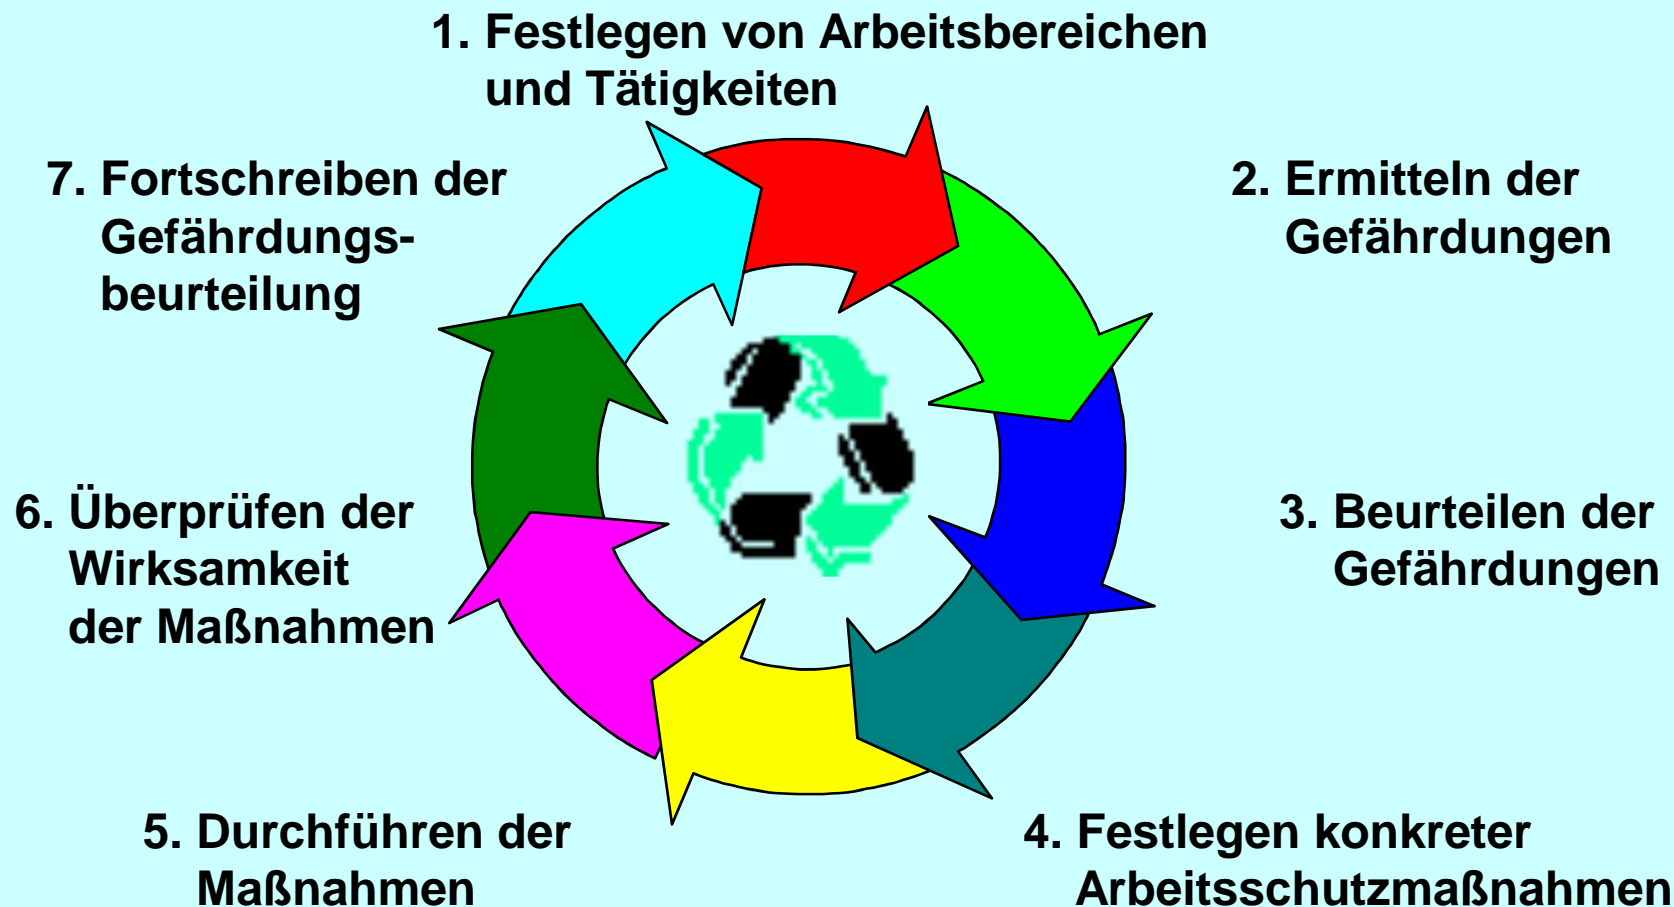 1. Festlegen von Arbeitsbereichen
und Tätigkeiten
2. Ermitteln der
Gefährdungen
3. Beurteilen der
Gefährdungen
4. Festlegen konkreter
Arbeitsschutzmaßnahmen
5. Durchführen der
Maßnahmen
6. Überprüfen der
Wirksamkeit
der Maßnahmen
7. Fortschreiben der
Gefährdungs-
beurteilung